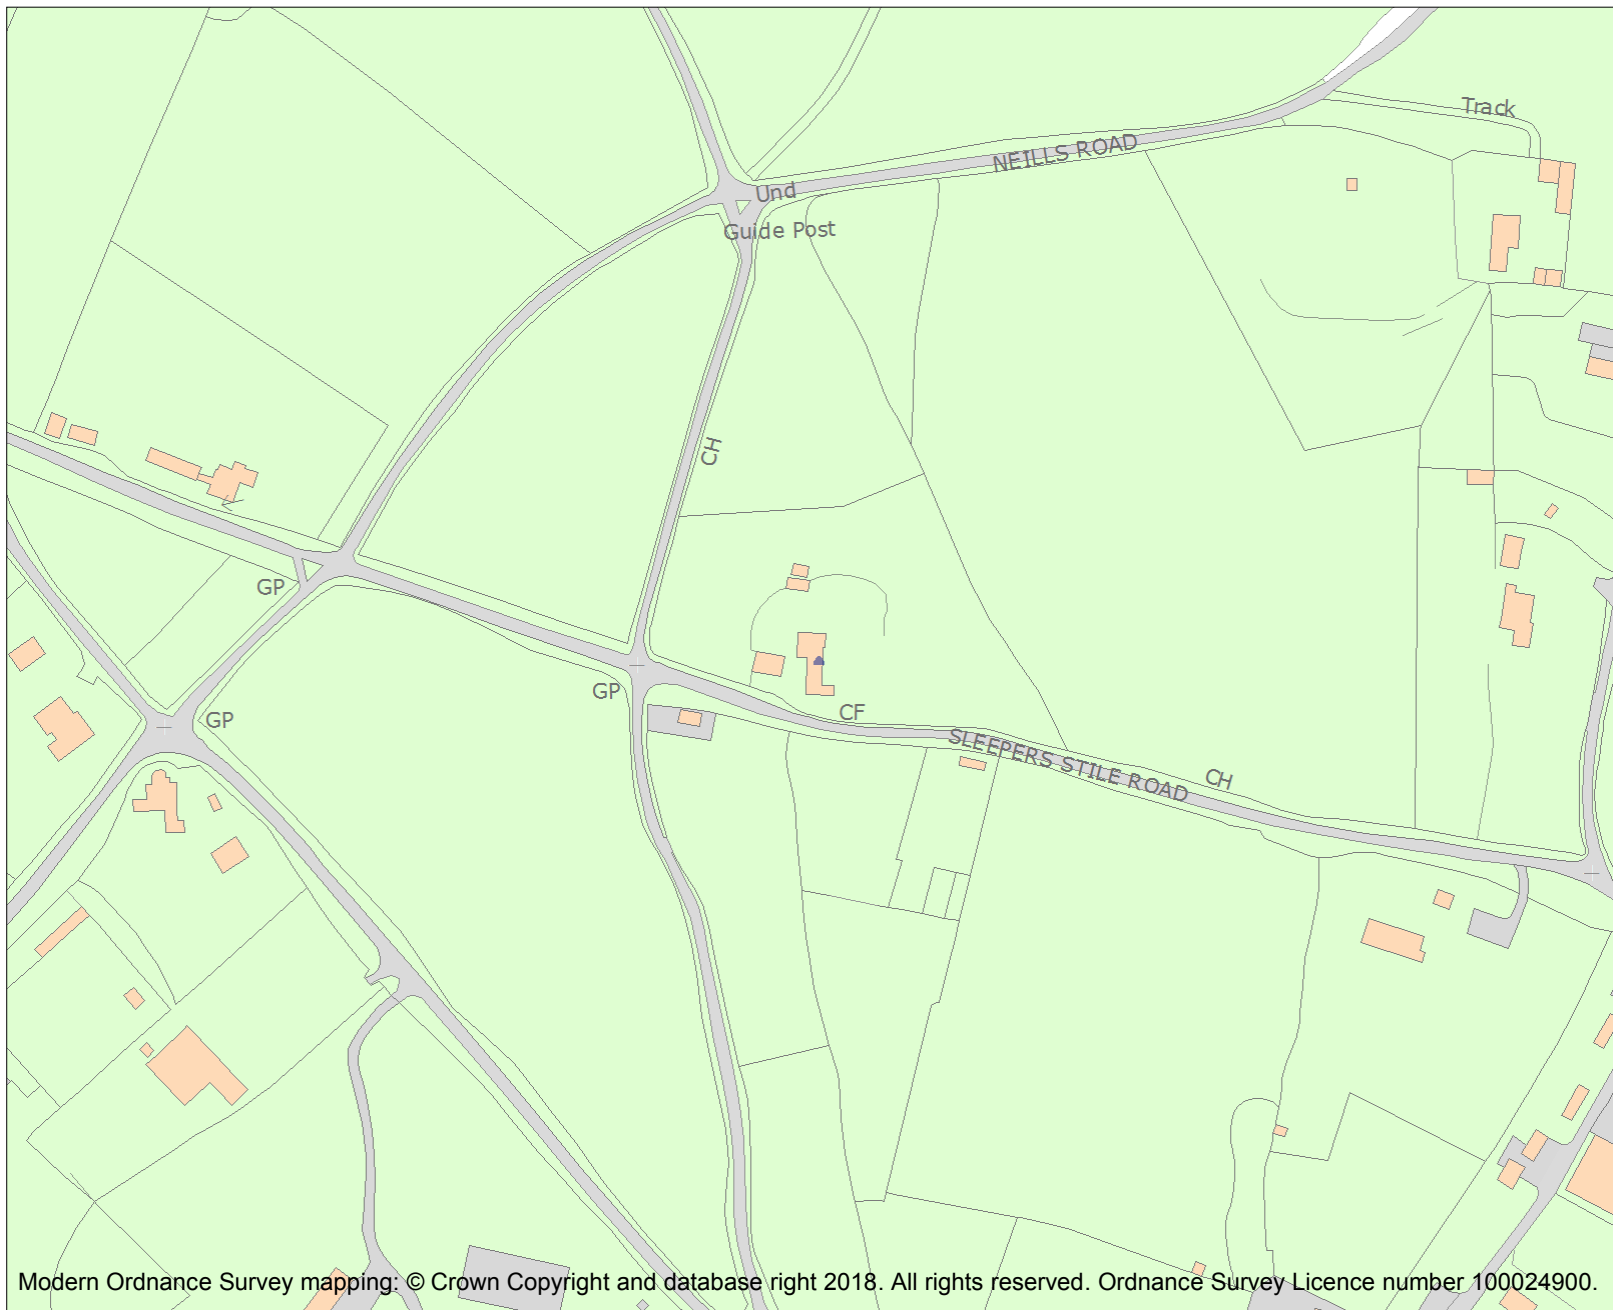 Track
NEILLS ROAD
Und
Guide Post
CH
GP
GP
GP
CF
SLEEPERS STILE ROAD
CH
Modern Ordnance Survey mapping: © Crown Copyright and database right 2018. All rights reserved. Ordnance Survey Licence number 100024900.